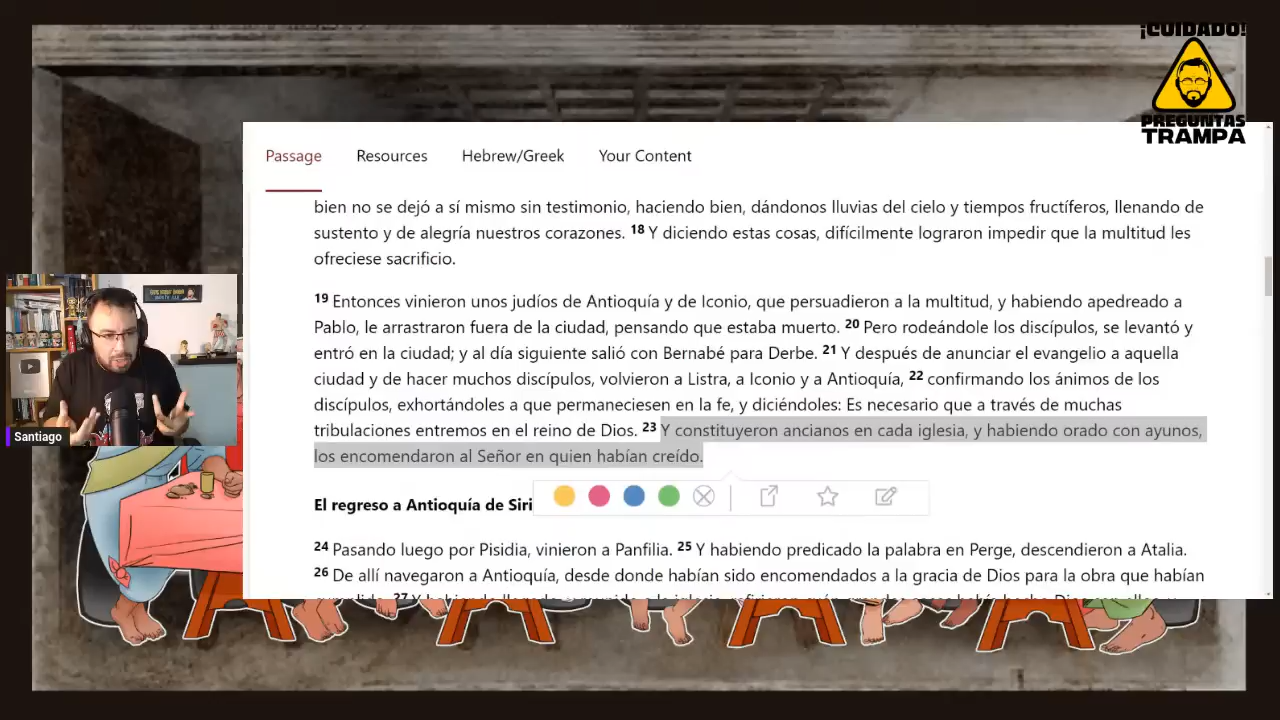 ¡CUIDADO!
PREGUNTAS
TRAMPA
Passage Resources Hebrew/Greek Your Content
bien no se dejó a sí mismo sin testimonio, haciendo bien, dándonos lluvias del cielo y tiempos fructíferos, llenando de
sustento y de alegría nuestros corazones. 18 Y diciendo estas cosas, difícilmente lograron impedir que la multitud les
ofreciese sacrificio.
19 Entonces vinieron unos judíos de Antioquía y de Iconio, que persuadieron a la multitud, y habiendo apedreado a
Pablo, le arrastraron fuera de la ciudad, pensando que estaba muerto. 20 Pero rodeándole los discípulos, se levantó y
entró en la ciudad; y al día siguiente salió con Bernabé para Derbe. 21 Y después de anunciar el evangelio a aquella
ciudad y de hacer muchos discípulos, volvieron a Listra, a Iconio y a Antioquía, 22 confirmando los ánimos de los
discípulos, exhortándoles a que permaneciesen en la fe, y diciéndoles: Es necesario que a través de muchas
tribulaciones entremos en el reino de Dios. 23 Y constituyeron ancianos en cada iglesia, y habiendo orado con ayunos,
los encomendaron al Señor en quien habían creído.
El regreso a Antioquía de Siri
24 Pasando luego por Pisidia, vinieron a Panfilia. 25 Y habiendo predicado la palabra en Perge, descendieron a Atalia.
26 De allí navegaron a Antioquía, desde donde habían sido encomendados a la gracia de Dios para la obra que habían
Santiago